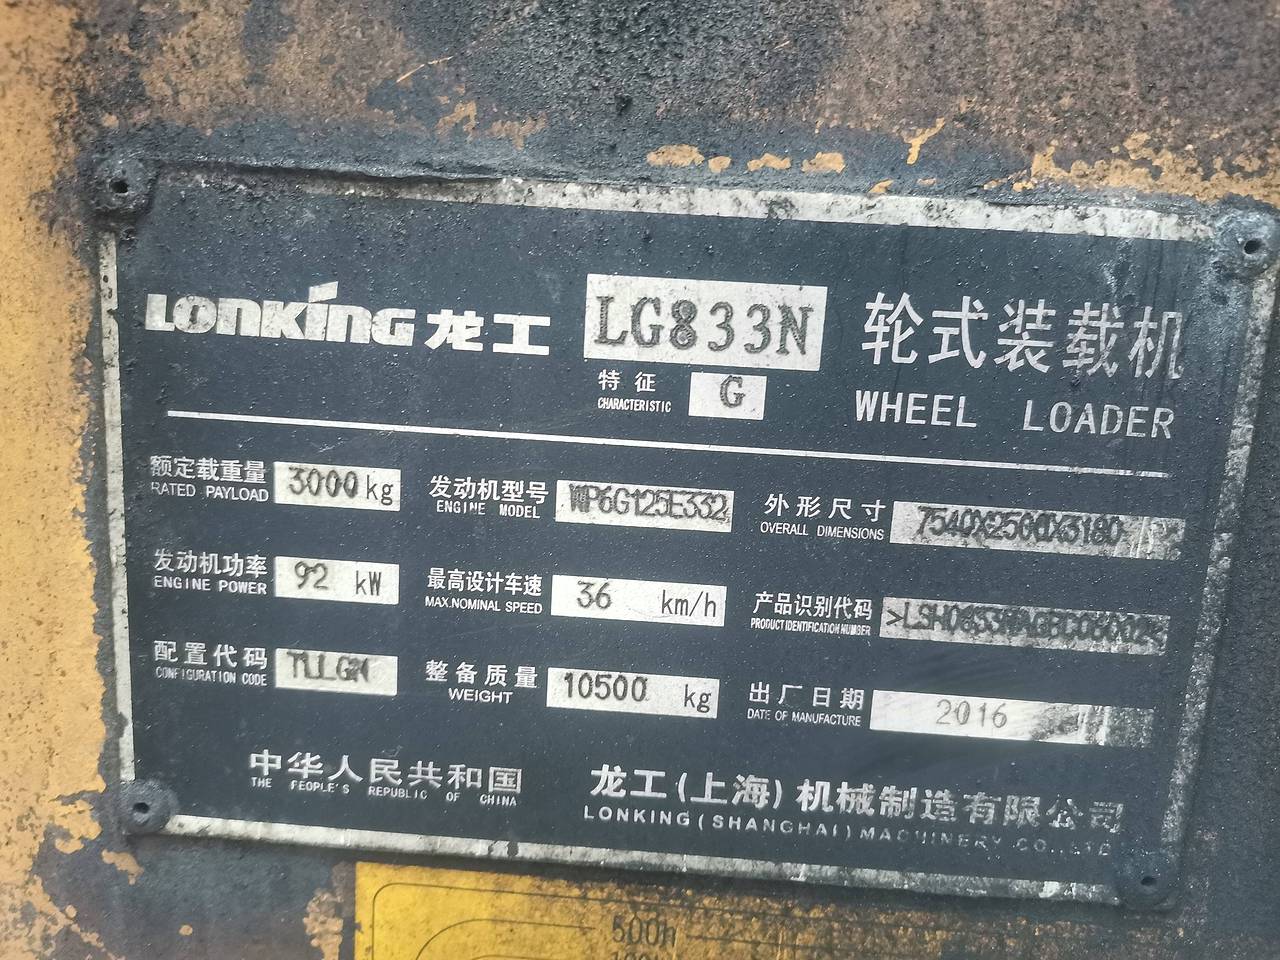 LONKING 龙工 LG833N 轮式装载机
特征 G
CHARACTERISTIC
WHEEL LOADER
额定载重量 3000kg
RATED PAYLOAD
发动机型号 WP6G125E332
ENGINE MODEL
外形尺寸 7540X2500X3180
OVERALL DIMENSIONS
发动机功率 92 kW
ENGINE POWER
最高设计车速 36 km/h
MAX.NOMINAL SPEED
产品识别代码
PRODUCT IDENTIFICATION NUMBER
配置代码
CONFIGURATION CODE
整备质量 10500 kg
WEIGHT
出厂日期 2016
DATE OF MANUFACTURE
中华人民共和国
THE PEOPLE'S REPUBLIC OF CHINA
龙工(上海)机械制造有限公司
LONKING(SHANGHAI)MACHINERY CO.,LTD
500h